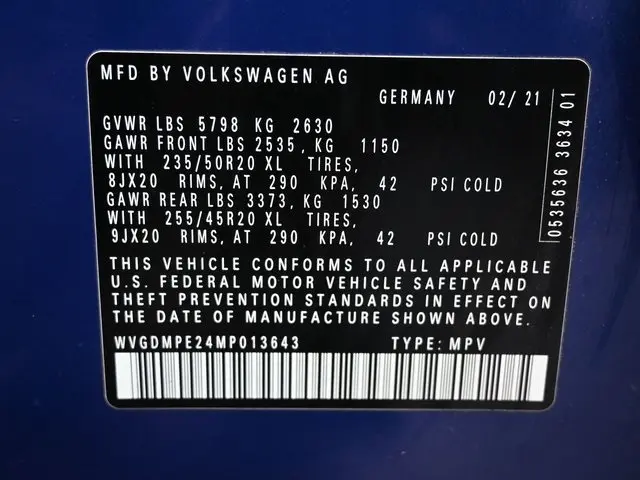 MFD BY VOLKSWAGEN AG
GERMANY 02/ 21
GVWR LBS 5798 KG 2630
GAWR FRONT LBS 2535, KG 1150
WITH 235/50R20 XL TIRES,
8JX20 RIMS, AT 290 KPA, 42 PSI COLD
GAWR REAR LBS 3373, KG 1530
WITH 255/45R20 XL TIRES,
9JX20 RIMS, AT 290 KPA, 42 PSI COLD
THIS VEHICLE CONFORMS TO ALL APPLICABLE
U.S. FEDERAL MOTOR VEHICLE SAFETY AND
THEFT PREVENTION STANDARDS IN EFFECT ON
THE DATE OF MANUFACTURE SHOWN ABOVE.
WVGDMPE24MP013643 TYPE: MPV
0535636 3634 01